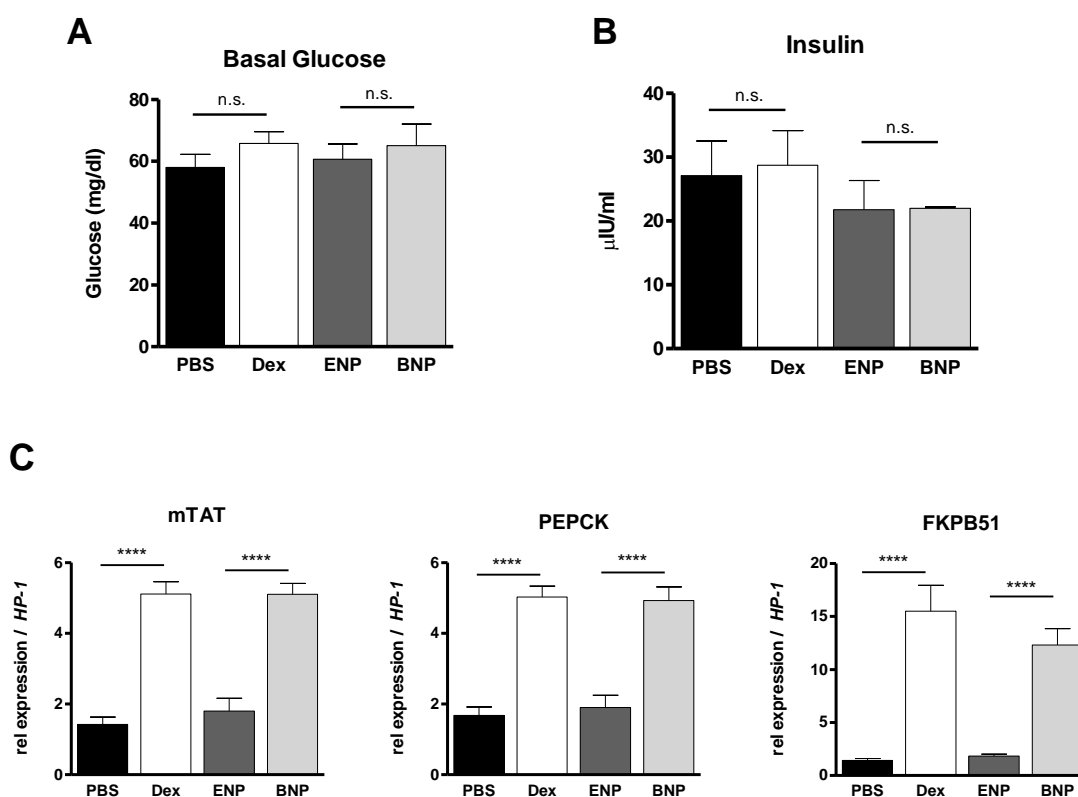 A
Basal Glucose
n.s.
n.s.
80
60
40
20
0
Glucose (mg/dl)
PBS
Dex
ENP
BNP
B
Insulin
n.s.
n.s.
40
30
20
10
0
µIU/ml
PBS
Dex
ENP
BNP
C
mTAT
****
****
6
4
2
0
rel expression / HP-1
PBS
Dex
ENP
BNP
PEPCK
****
****
6
4
2
0
rel expression / HP-1
PBS
Dex
ENP
BNP
FKPB51
****
****
20
15
10
5
0
rel expression / HP-1
PBS
Dex
ENP
BNP